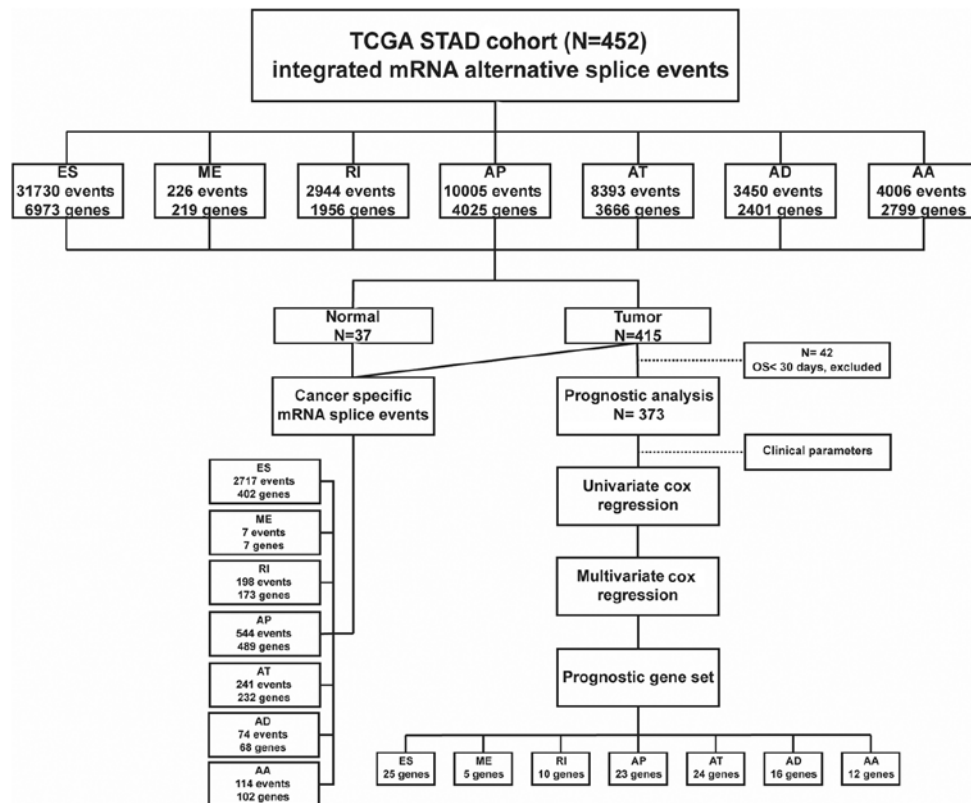 TCGA STAD cohort (N=452)
integrated mRNA alternative splice events
ES
31730 events
6973 genes
ME
226 events
219 genes
RI
2944 events
1956 genes
AP
10005 events
4025 genes
AT
8393 events
3666 genes
AD
3450 events
2401 genes
AA
4006 events
2799 genes
Normal
N=37
Tumor
N=415
N= 42
OS< 30 days, excluded
Cancer specific
mRNA splice events
Prognostic analysis
N= 373
Clinical parameters
ES
2717 events
402 genes
ME
7 events
7 genes
RI
198 events
173 genes
AP
544 events
489 genes
AT
241 events
232 genes
AD
74 events
68 genes
AA
114 events
102 genes
Univariate cox
regression
Multivariate cox
regression
Prognostic gene set
ES
25 genes
ME
5 genes
RI
10 genes
AP
23 genes
AT
24 genes
AD
16 genes
AA
12 genes